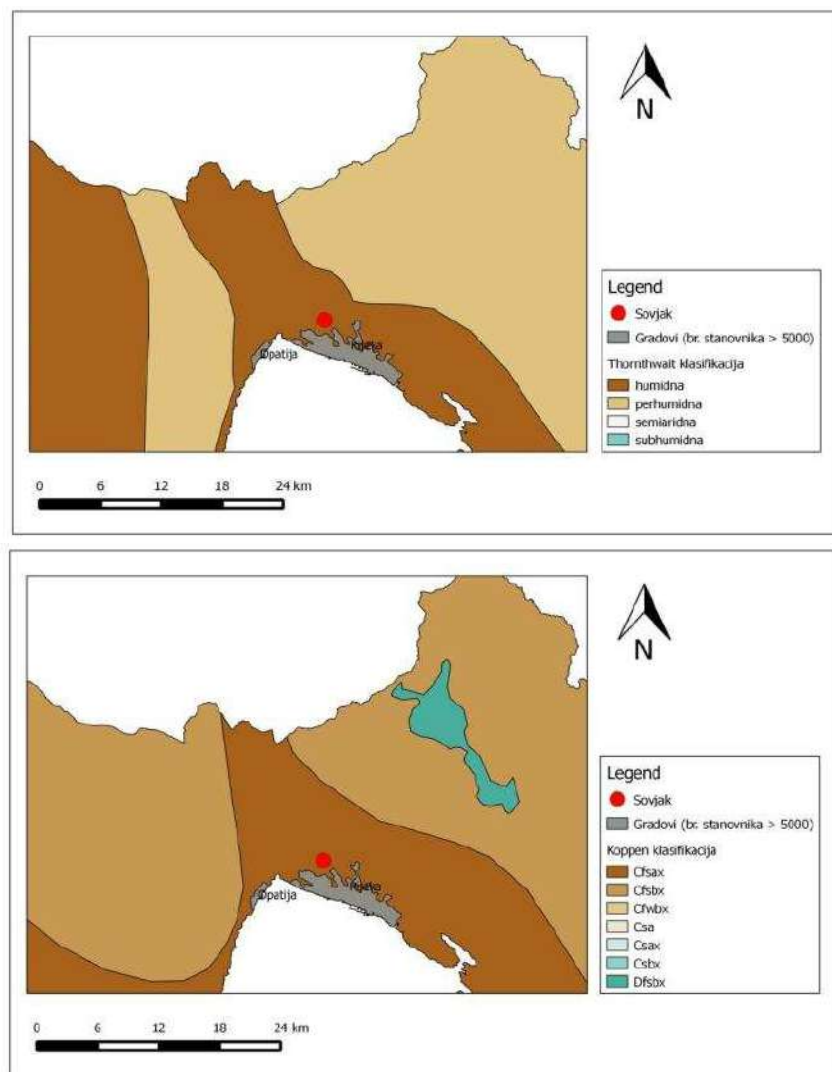 N
Legend
Sovjak
Gradovi (br. stanovnika > 5000)
Thornthwait klasifikacija
humidna
perhumidna
semiaridna
subhumidna
Opatija
Rijeka
0 6 12 18 24 km
N
Legend
Sovjak
Gradovi (br. stanovnika > 5000)
Koppen klasifikacija
Cfsax
Cfsbx
Cfwbx
Csa
Csax
Csbx
Dfsbx
Opatija
Rijeka
0 6 12 18 24 km